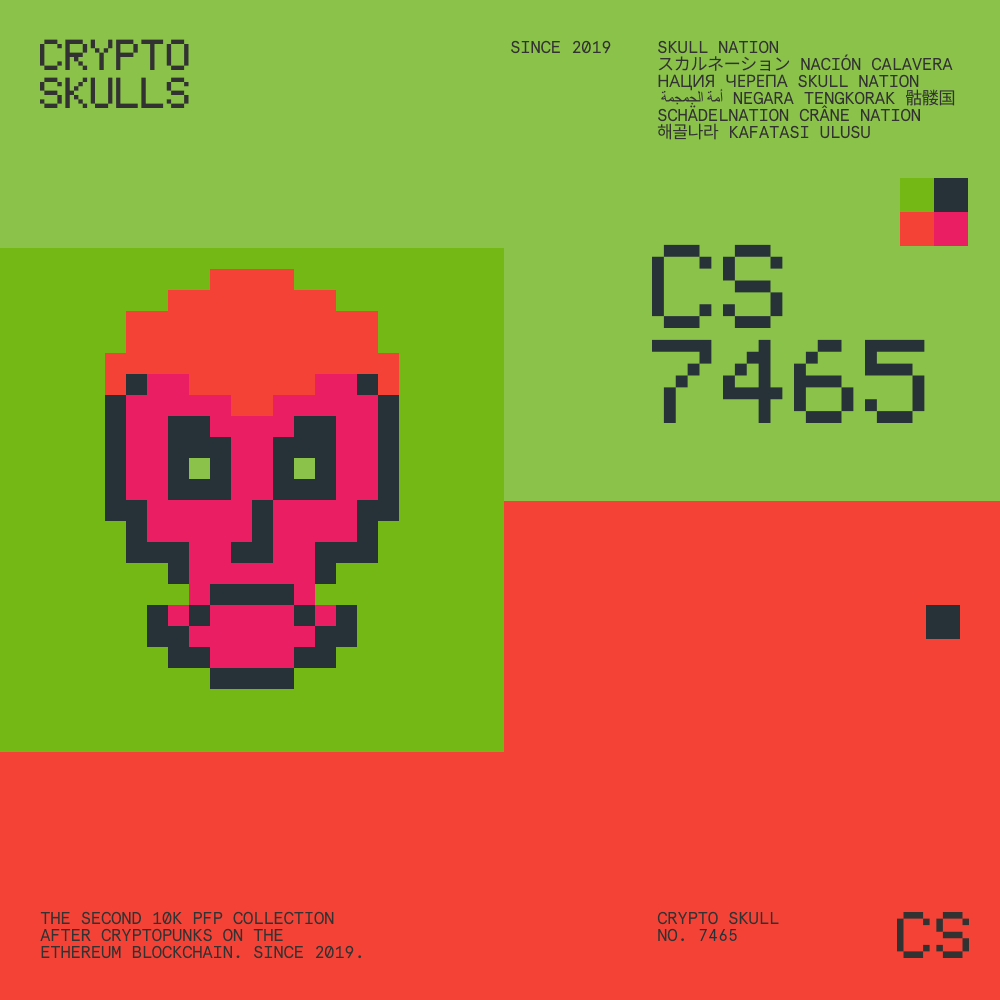 CRYPTO
SKULLS
SINCE 2019
SKULL NATION
スカルネーション NACIÓN CALAVERA
НАЦИЯ ЧЕРЕПА SKULL NATION
أمة الجمجمة NEGARA TENGKORAK 骷髅国
SCHÄDELNATION CRÂNE NATION
해골나라 KAFATASI ULUSU
CS
7465
THE SECOND 10K PFP COLLECTION
AFTER CRYPTOPUNKS ON THE
ETHEREUM BLOCKCHAIN. SINCE 2019.
CRYPTO SKULL
NO. 7465
CS